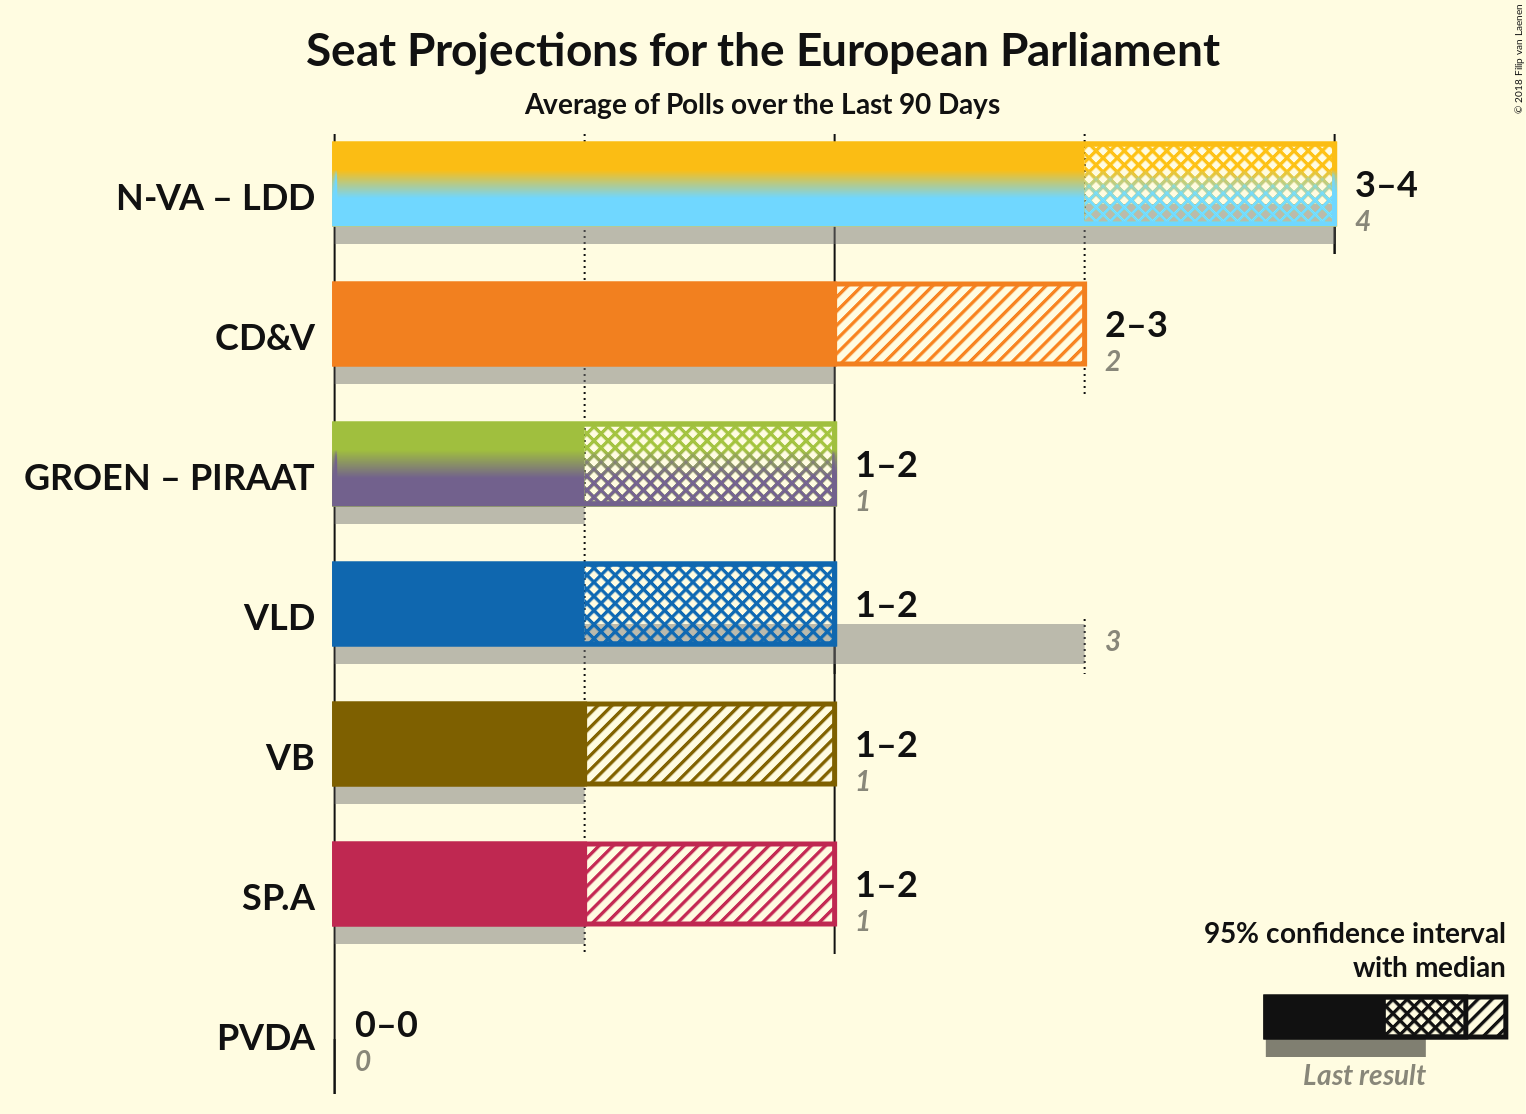 Seat Projections for the European Parliament
Average of Polls over the Last 90 Days
© 2018 Filip van Laenen
N-VA – LDD
3–4
4
CD&V
2–3
2
GROEN – PIRAAT
1–2
1
VLD
1–2
3
VB
1–2
1
SP.A
1–2
1
PVDA
0–0
0
95% confidence interval
with median
Last result